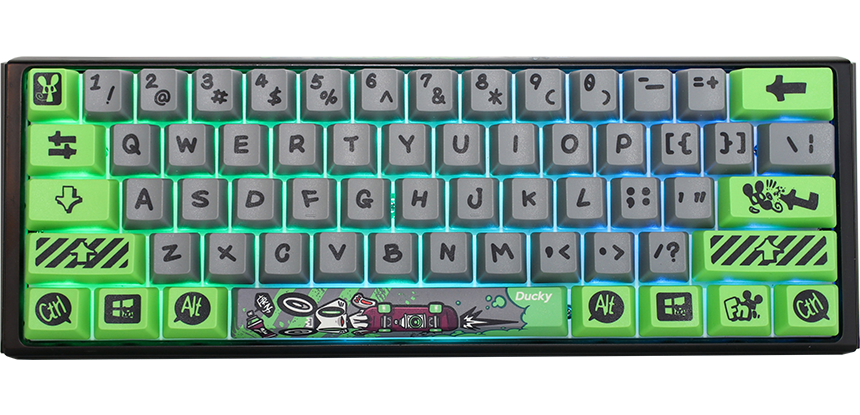 1 ! 2 @ 3 # 4 $ 5 % 6 ^ 7 & 8 * 9 ( 0 ) - = +
Q W E R T Y U I O P [ { } ] \ |
A S D F G H J K L ; : ' "
Z X C V B N M , < . > / ?
Ctrl Alt Ducky Alt Fn Ctrl